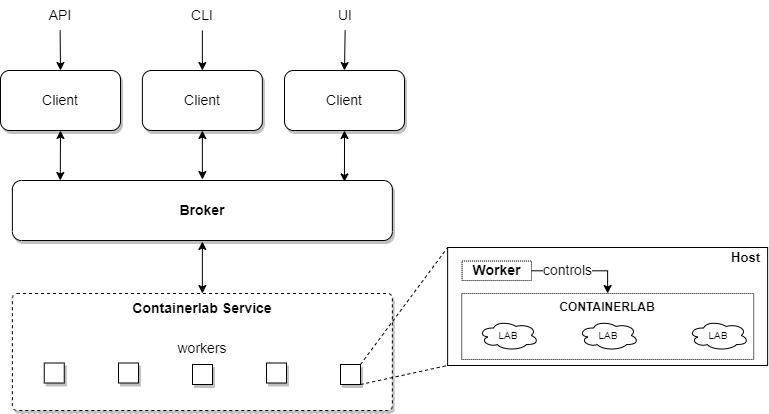 API
CLI
UI
Client
Client
Client
Broker
Containerlab Service
workers
Host
Worker
controls
CONTAINERLAB
LAB
LAB
LAB